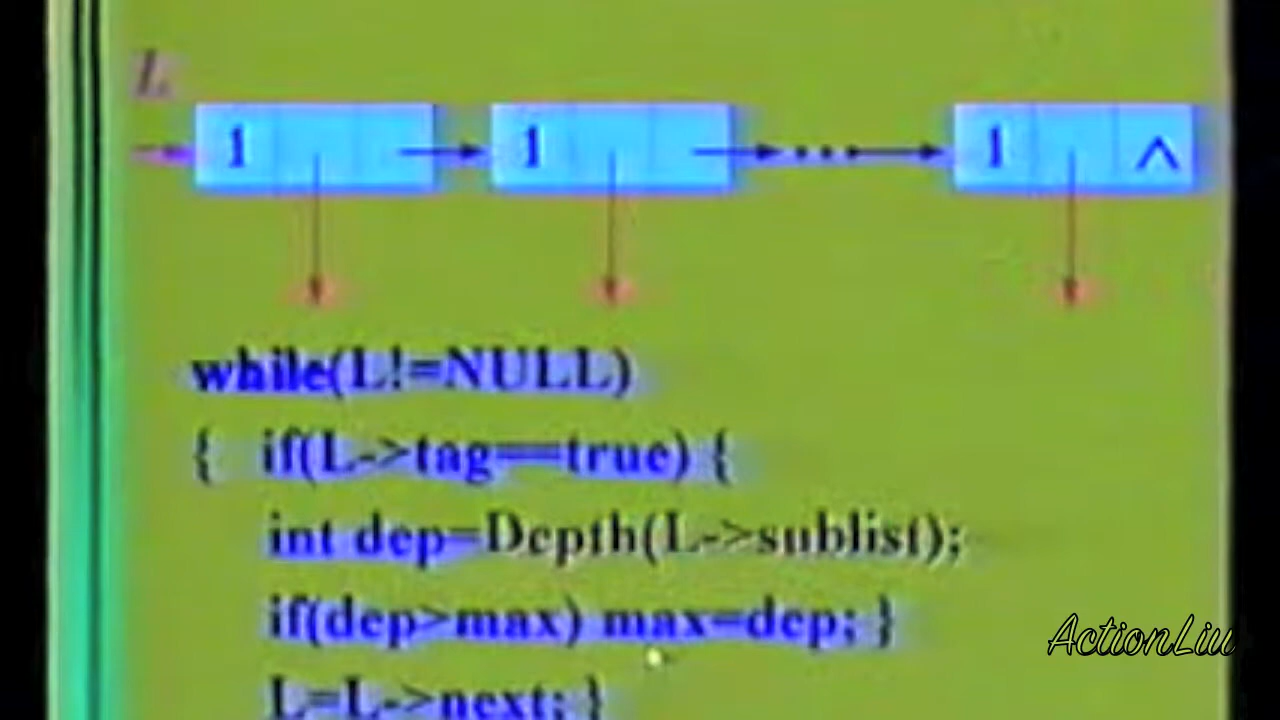 L
1 1 1 ∧
while(L!=NULL)
{ if(L->tag==true) {
int dep=Depth(L->sublist);
if(dep>max) max=dep; }
L=L->next; }
ActionLiu